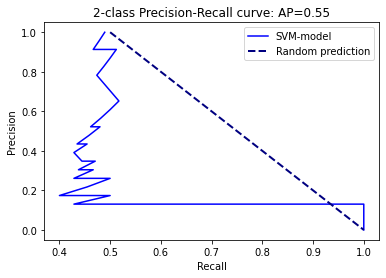 2-class Precision-Recall curve: AP=0.55
SVM-model
Random prediction
Precision
1.0
0.8
0.6
0.4
0.2
0.0
0.4 0.5 0.6 0.7 0.8 0.9 1.0
Recall